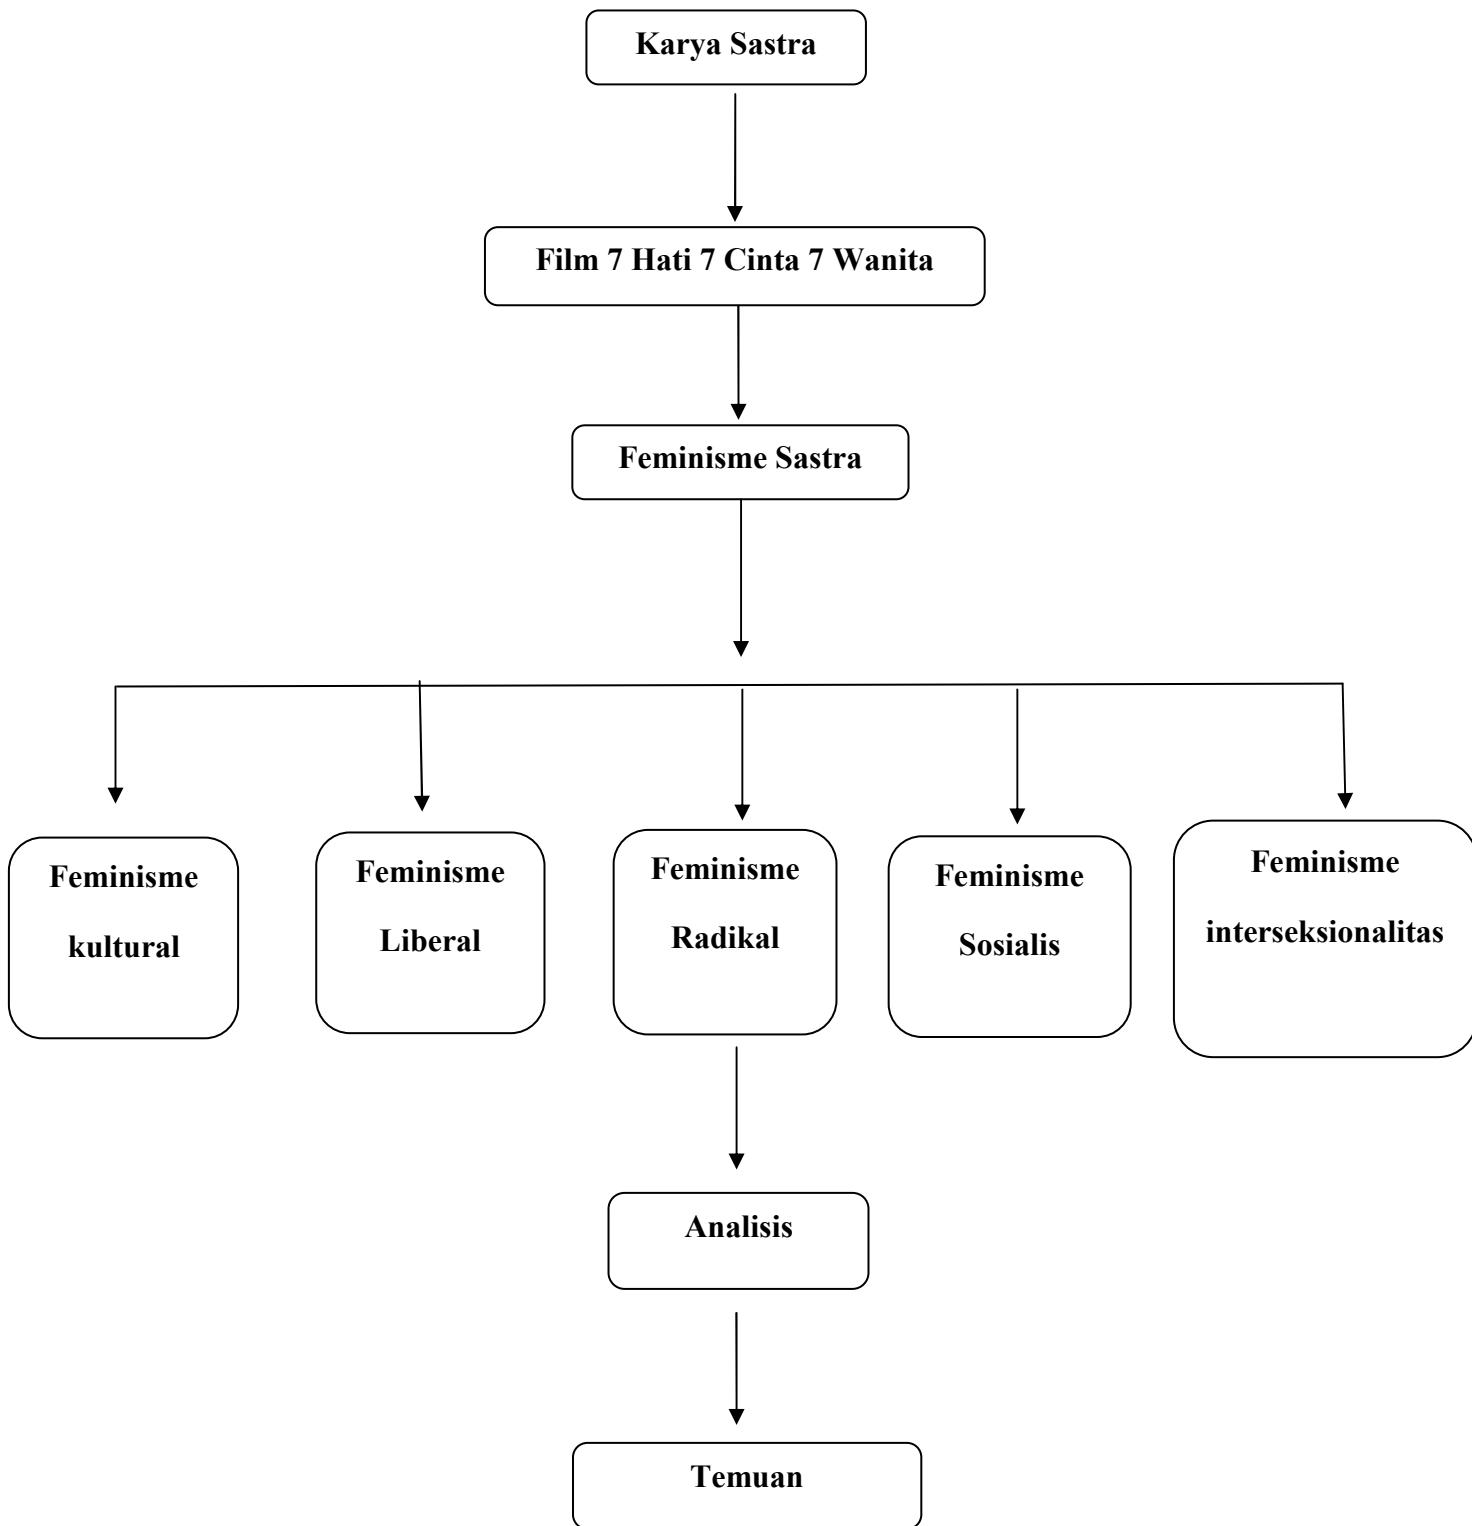 Karya Sastra
Film 7 Hati 7 Cinta 7 Wanita
Feminisme Sastra
Feminisme
kultural
Feminisme
Liberal
Feminisme
Radikal
Feminisme
Sosialis
Feminisme
interseksionalitas
Analisis
Temuan